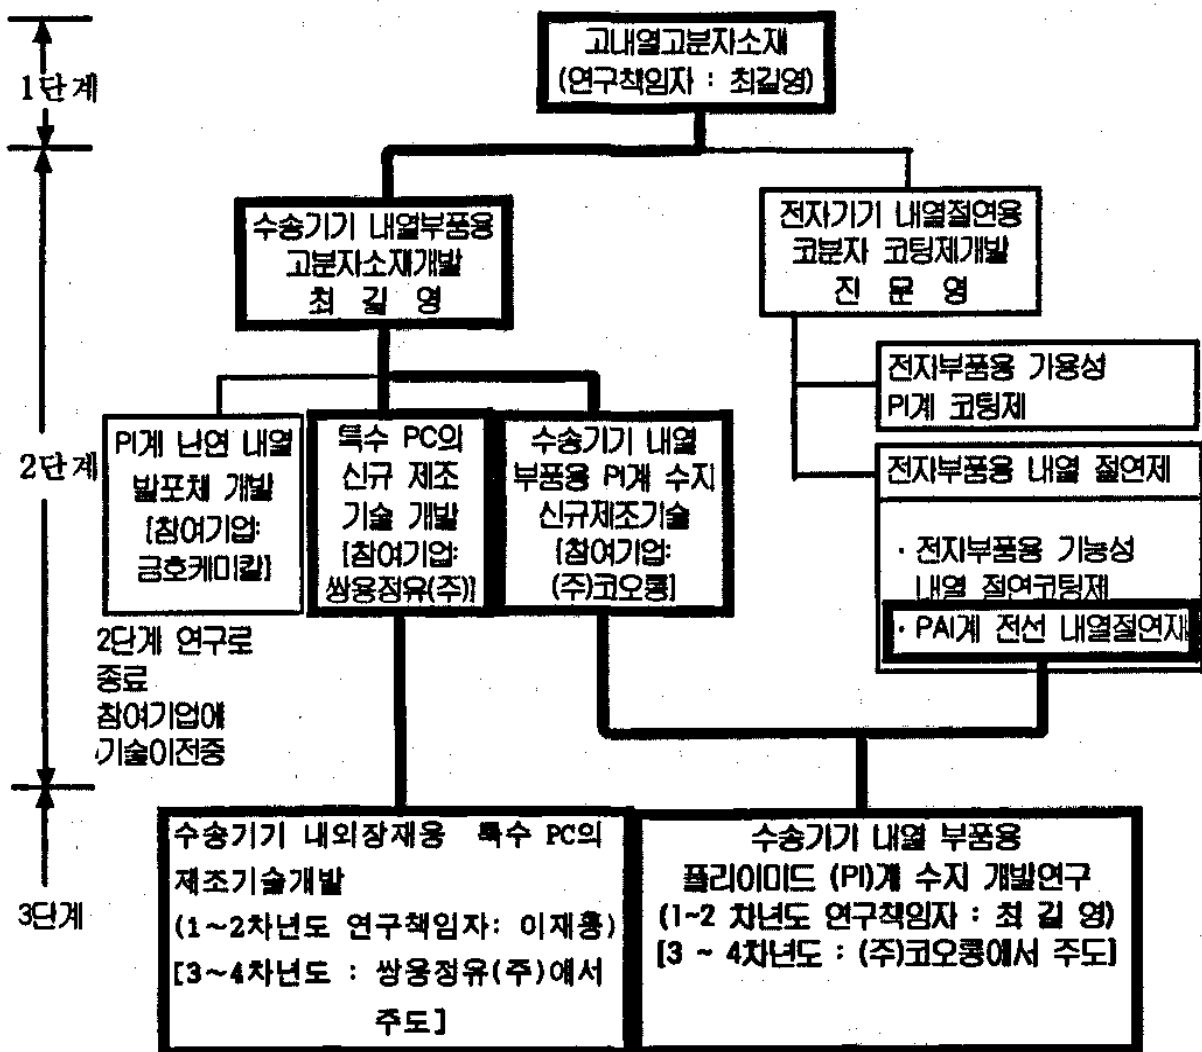 1단계
고내열고분자소재
(연구책임자 : 최길영)
2단계
수송기기 내열부품용
고분자소재개발
최 길 영
전자기기 내열절연용
코분자 코팅제개발
진 문 영
전자부품용 가용성
PI계 코팅제
전자부품용 내열 절연제
· 전자부품용 기능성
내열 절연코팅제
· PAI계 전선 내열절연재
PI계 난연 내열
발포체 개발
[참여기업:
금호케미칼]
특수 PC의
신규 제조
기술 개발
[참여기업:
쌍용정유(주)]
수송기기 내열
부품용 PI계 수지
신규제조기술
[참여기업:
(주)코오롱]
2단계 연구로
종료
참여기업에
기술이전중
3단계
수송기기 내외장재용 특수 PC의
제조기술개발
(1~2차년도 연구책임자: 이재흥)
[3~4차년도 : 쌍용정유(주)에서
주도]
수송기기 내열 부품용
폴리이미드 (PI)계 수지 개발연구
(1~2 차년도 연구책임자 : 최 길 영)
[3 ~ 4차년도 : (주)코오롱에서 주도]